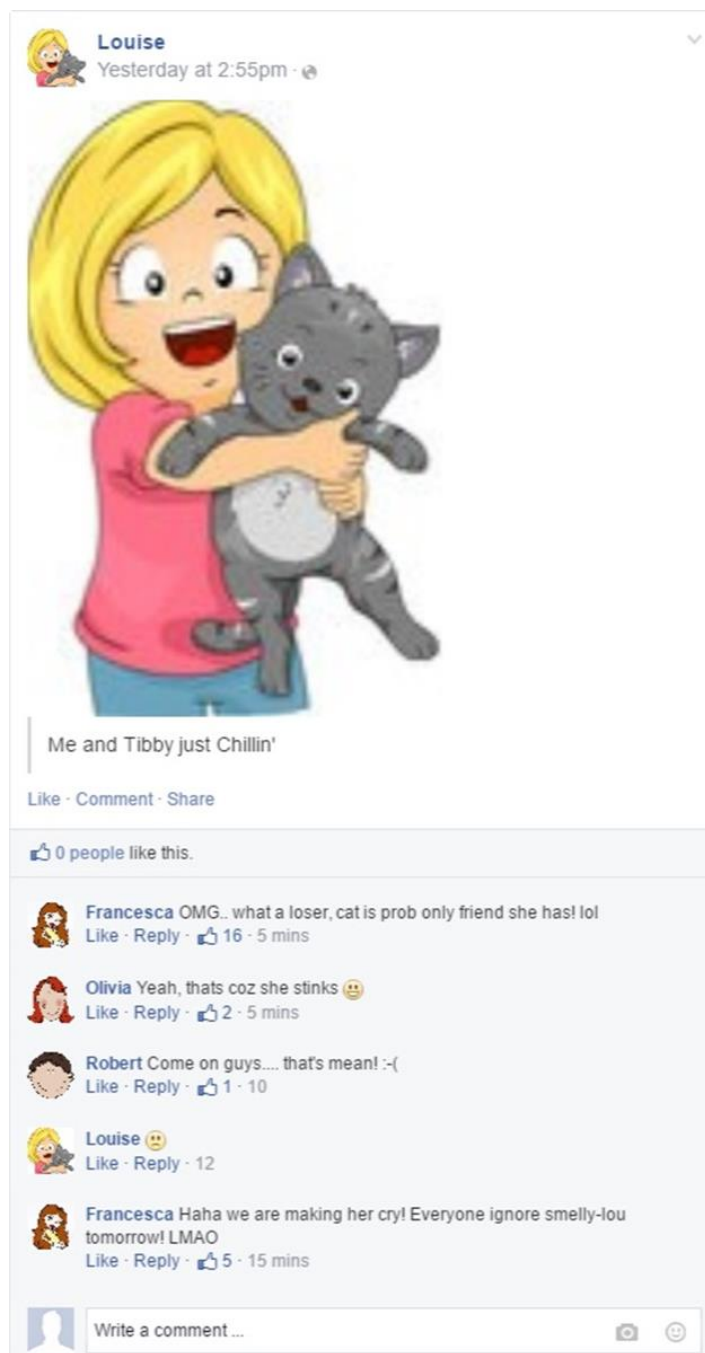 Louise
Yesterday at 2:55pm ·
Me and Tibby just Chillin'
Like · Comment · Share
0 people like this.
Francesca OMG.. what a loser, cat is prob only friend she has! lol
Like · Reply · 16 · 5 mins
Olivia Yeah, thats coz she stinks
Like · Reply · 2 · 5 mins
Robert Come on guys.... that's mean! :-(
Like · Reply · 1 · 10
Louise
Like · Reply · 12
Francesca Haha we are making her cry! Everyone ignore smelly-lou
tomorrow! LMAO
Like · Reply · 5 · 15 mins
Write a comment ...